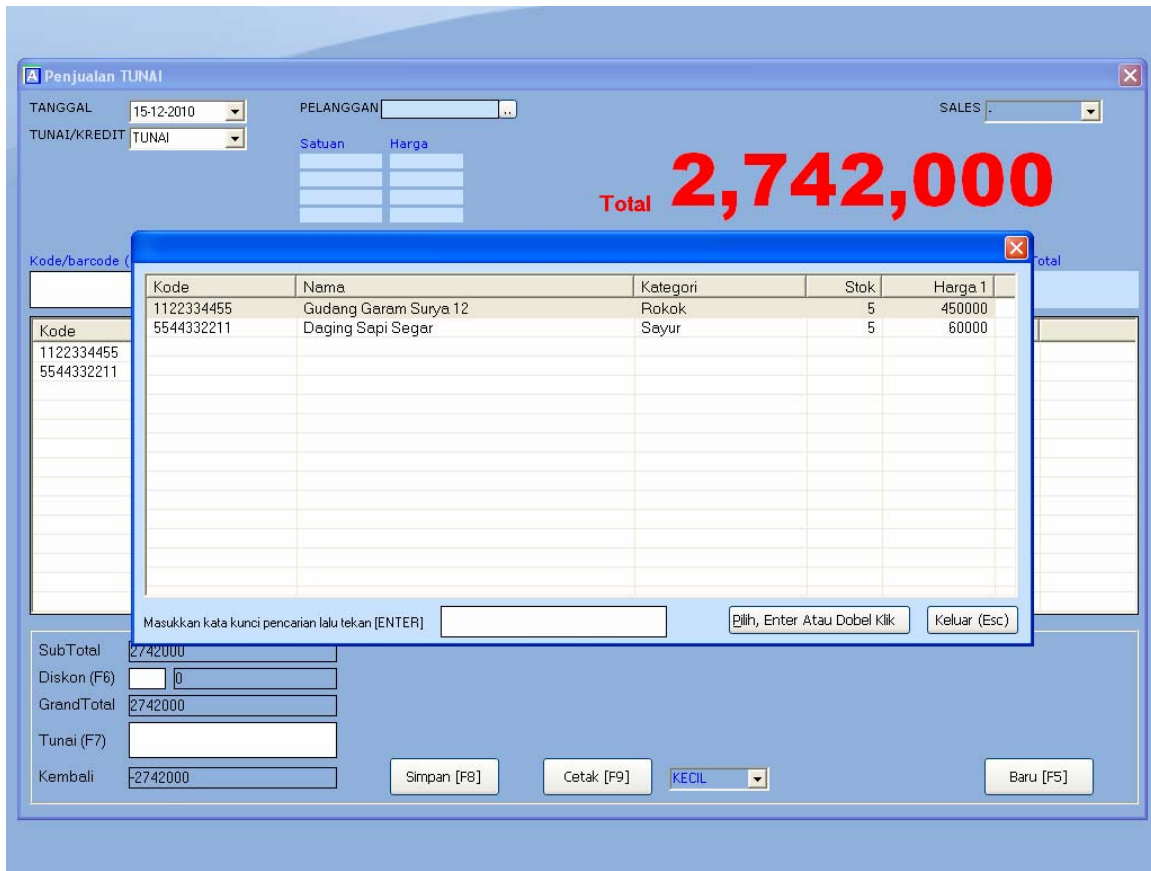 Penjualan TUNAI
TANGGAL 15-12-2010 PELANGGAN .. SALES -
TUNAI/KREDIT TUNAI
Satuan Harga
Total 2,742,000
Kode/barcode ( Total
Kode Nama Kategori Stok Harga 1
1122334455 Gudang Garam Surya 12 Rokok 5 450000
5544332211 Daging Sapi Segar Sayur 5 60000
Kode
1122334455
5544332211
Masukkan kata kunci pencarian lalu tekan [ENTER] Pilih, Enter Atau Dobel Klik Keluar (Esc)
SubTotal 2742000
Diskon (F6) 0
GrandTotal 2742000
Tunai (F7)
Kembali -2742000 Simpan [F8] Cetak [F9] KECIL Baru [F5]